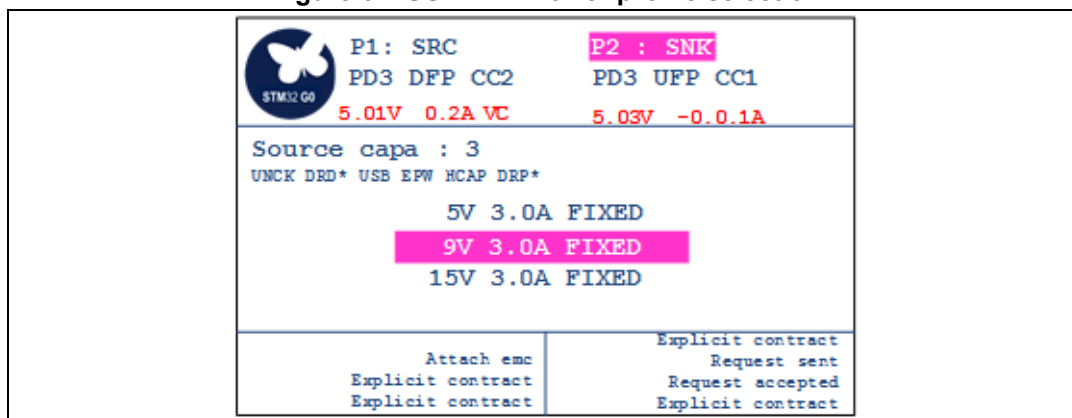 P1: SRC
P2 : SNK
PD3 DFP CC2
PD3 UFP CC1
STM32 G0
5.01V 0.2A VC
5.03V -0.0.1A
Source capa : 3
UNCK DRD* USB EPW HCAP DRP*
5V 3.0A FIXED
9V 3.0A FIXED
15V 3.0A FIXED
Attach emc
Explicit contract
Explicit contract
Explicit contract
Request sent
Request accepted
Explicit contract